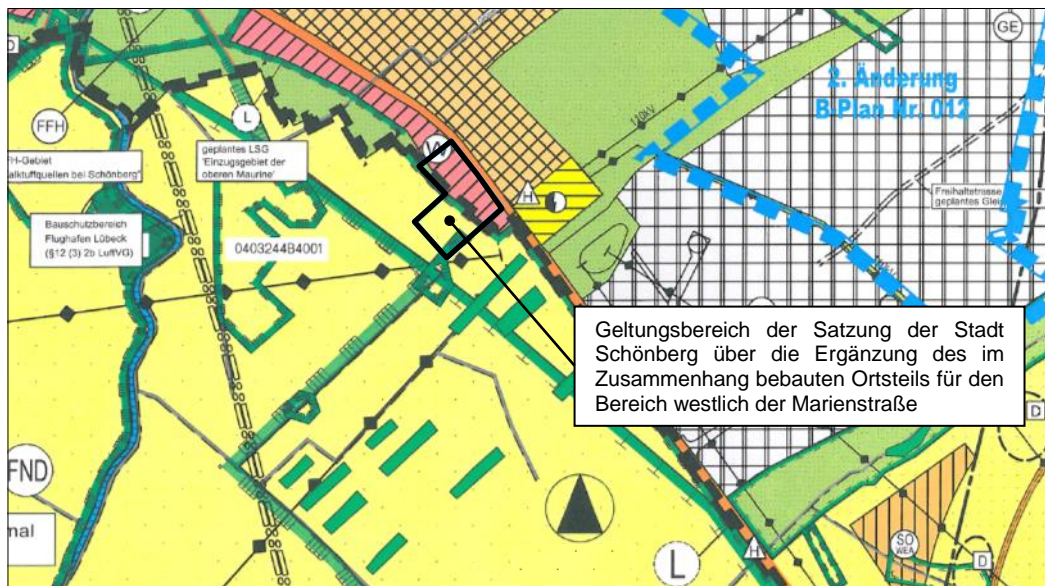 GE
2. Änderung
B-Plan Nr. 012
110kV
W
FFH
L
geplantes LSG
'Einzugsgebiet der
oberen Maurine'
FH-Gebiet
alktuffquellen bei Schönberg"
H
Freihaltetrasse
geplantes Gleis
Bauschutzbereich
Flughafen Lübeck
(§12 (3) 2b LuftVG)
0403244B4001
Geltungsbereich der Satzung der Stadt
Schönberg über die Ergänzung des im
Zusammenhang bebauten Ortsteils für den
Bereich westlich der Marienstraße
D
FND
mal
SO
WEA
H
D
L